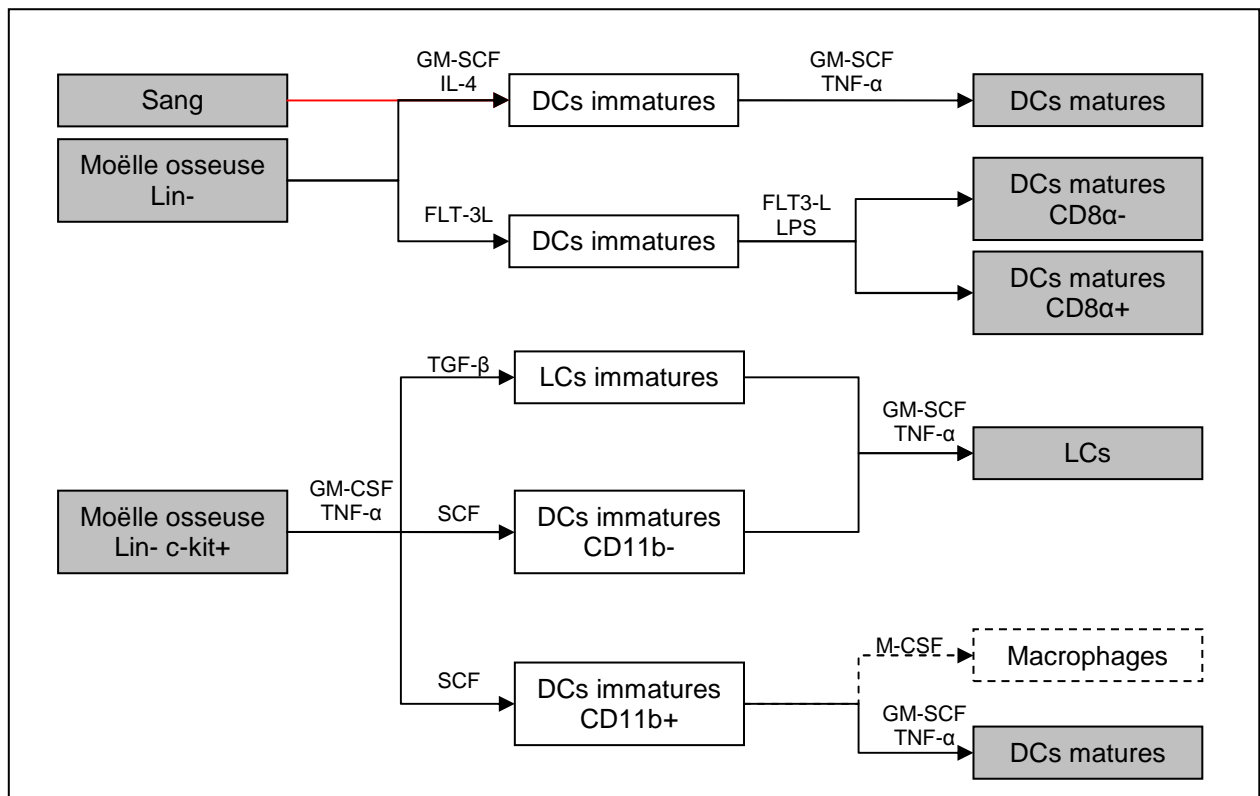 GM-SCF
IL-4
GM-SCF
TNF-α
Sang
DCs immatures
DCs matures
Moëlle osseuse
Lin-
DCs matures
CD8α-
FLT-3L
DCs immatures
FLT3-L
LPS
DCs matures
CD8α+
TGF-β
LCs immatures
GM-SCF
TNF-α
LCs
Moëlle osseuse
Lin- c-kit+
GM-CSF
TNF-α
SCF
DCs immatures
CD11b-
M-CSF
Macrophages
SCF
DCs immatures
CD11b+
GM-SCF
TNF-α
DCs matures